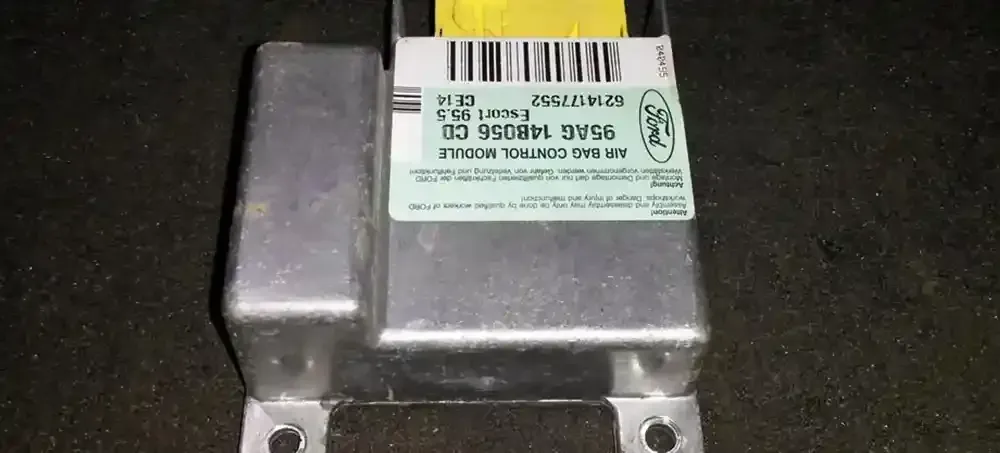 Attention!
Assembly and disassembly may only be done by qualified workers of FORD
workshops. Danger of injury and malfunction!
Achtung!
Montage und Demontage darf nur von qualifizierten Fachkräften der FORD
Werkstätten vorgenommen werden. Gefahr von Verletzung und Fehlfunktion!
AIR BAG CONTROL MODULE
Ford
95AG 14B056 CD
Escort 95.5
6214177552
CE14